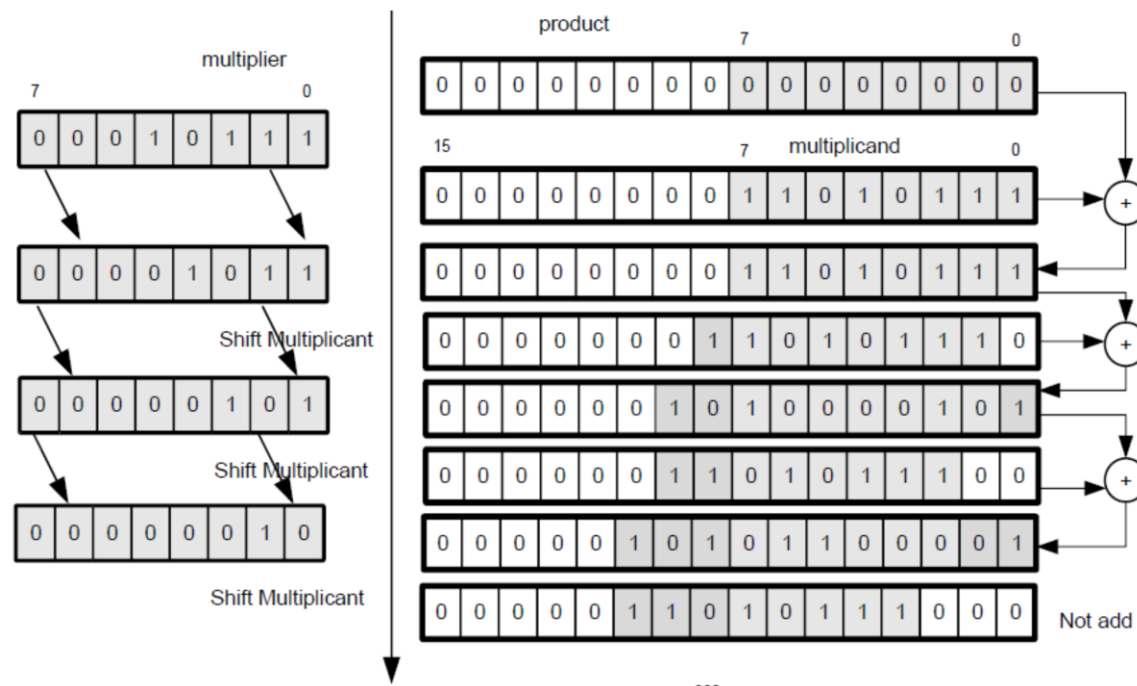 multiplier
7 0
0 0 0 1 0 1 1 1
0 0 0 0 1 0 1 1
Shift Multiplicant
0 0 0 0 0 1 0 1
Shift Multiplicant
0 0 0 0 0 0 1 0
Shift Multiplicant
product
7 0
0 0 0 0 0 0 0 0 0 0 0 0 0 0 0 0
15 7 multiplicand 0
0 0 0 0 0 0 0 0 1 1 0 1 0 1 1 1
+
0 0 0 0 0 0 0 0 1 1 0 1 0 1 1 1
0 0 0 0 0 0 0 1 1 0 1 0 1 1 1 0
+
0 0 0 0 0 0 1 0 1 0 0 0 0 1 0 1
0 0 0 0 0 0 1 1 0 1 0 1 1 1 0 0
+
0 0 0 0 0 1 0 1 0 1 1 0 0 0 0 1
0 0 0 0 0 1 1 0 1 0 1 1 1 0 0 0
Not add